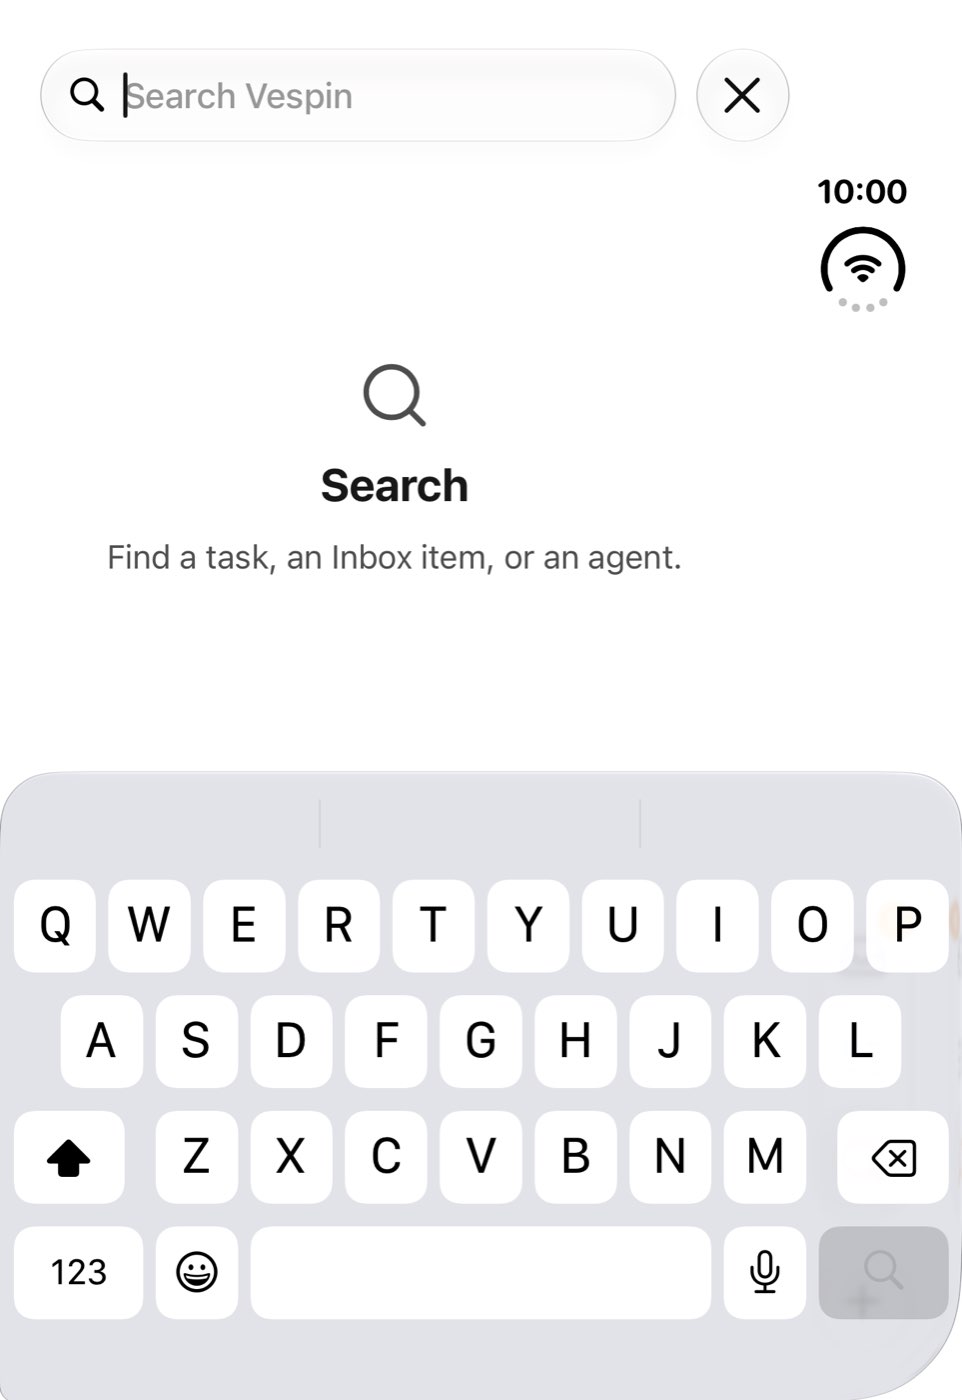 Search Vespin
10:00
Search
Find a task, an Inbox item, or an agent.
Q W E R T Y U I O P
A S D F G H J K L
Z X C V B N M
123